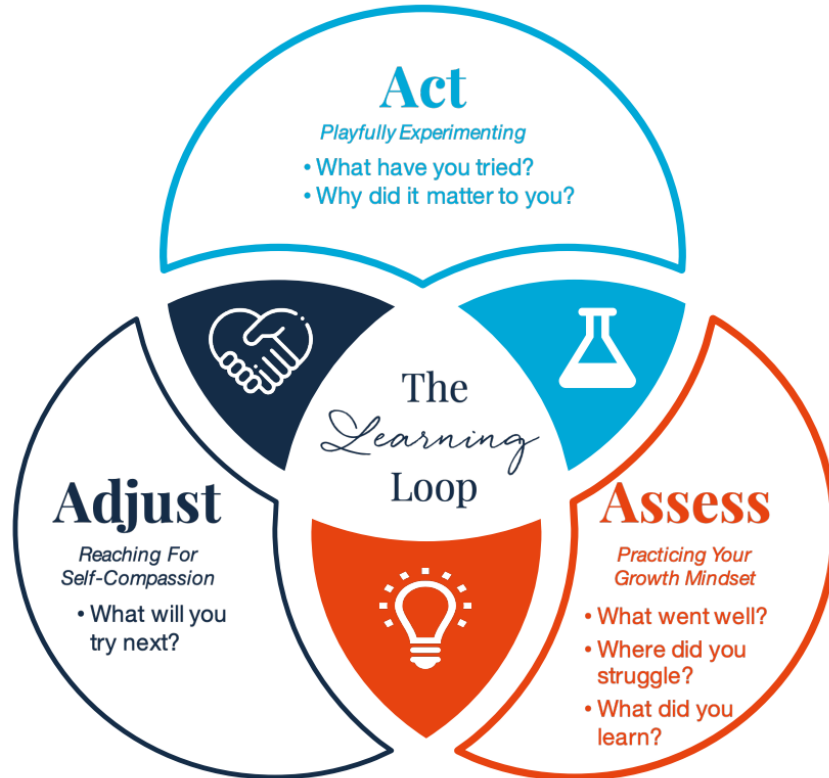 Act
Playfully Experimenting
• What have you tried?
• Why did it matter to you?
The
Learning
Loop
Adjust
Reaching For
Self-Compassion
• What will you
try next?
Assess
Practicing Your
Growth Mindset
• What went well?
• Where did you
struggle?
• What did you
learn?